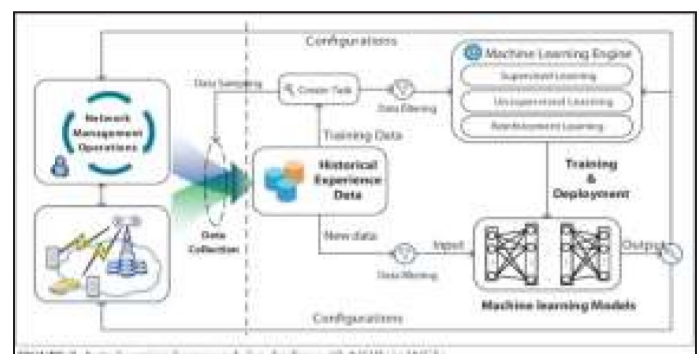 Configurations
Machine Learning Engine
Supervised Learning
Unsupervised Learning
Reinforcement Learning
Data Sampling
Create Task
Data filtering
Network
Management
Operations
Training Data
Historical
Experience
Data
Training
&
Deployment
Data
Collection
New data
Data filtering
Input
Output
Machine learning Models
Configurations